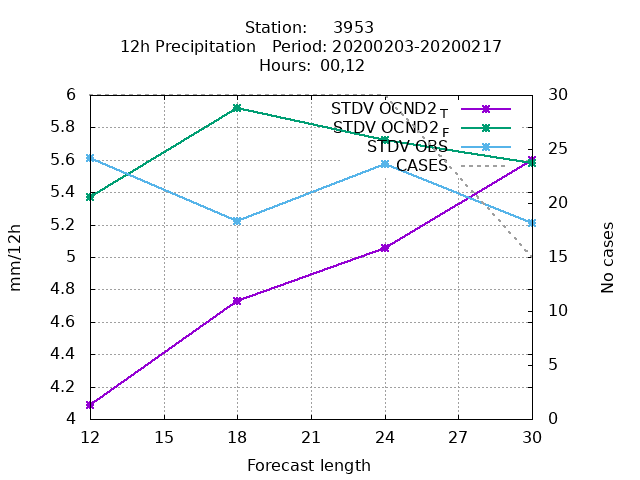 Station: 3953
12h Precipitation Period: 20200203-20200217
Hours: 00,12
STDV OCND2 T
STDV OCND2 F
STDV OBS
CASES
6
5.8
5.6
5.4
5.2
5
4.8
4.6
4.4
4.2
4
30
25
20
15
10
5
0
mm/12h
No cases
12 15 18 21 24 27 30
Forecast length